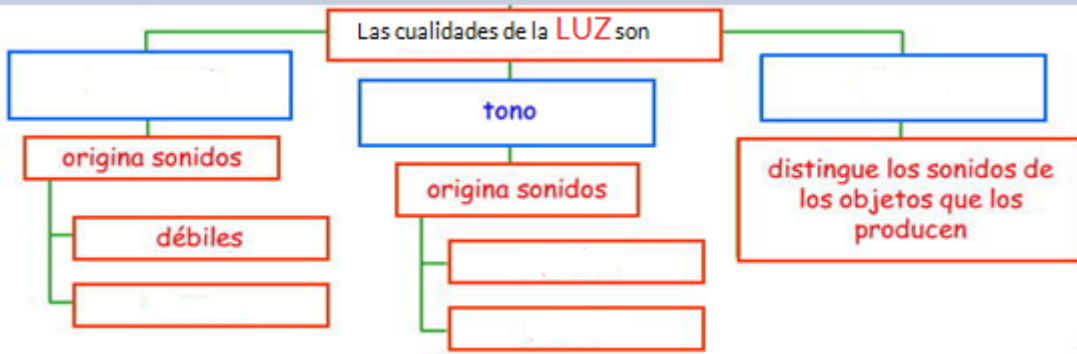 Las cualidades de la LUZ son
tono
origina sonidos
débiles
origina sonidos
distingue los sonidos de
los objetos que los
producen